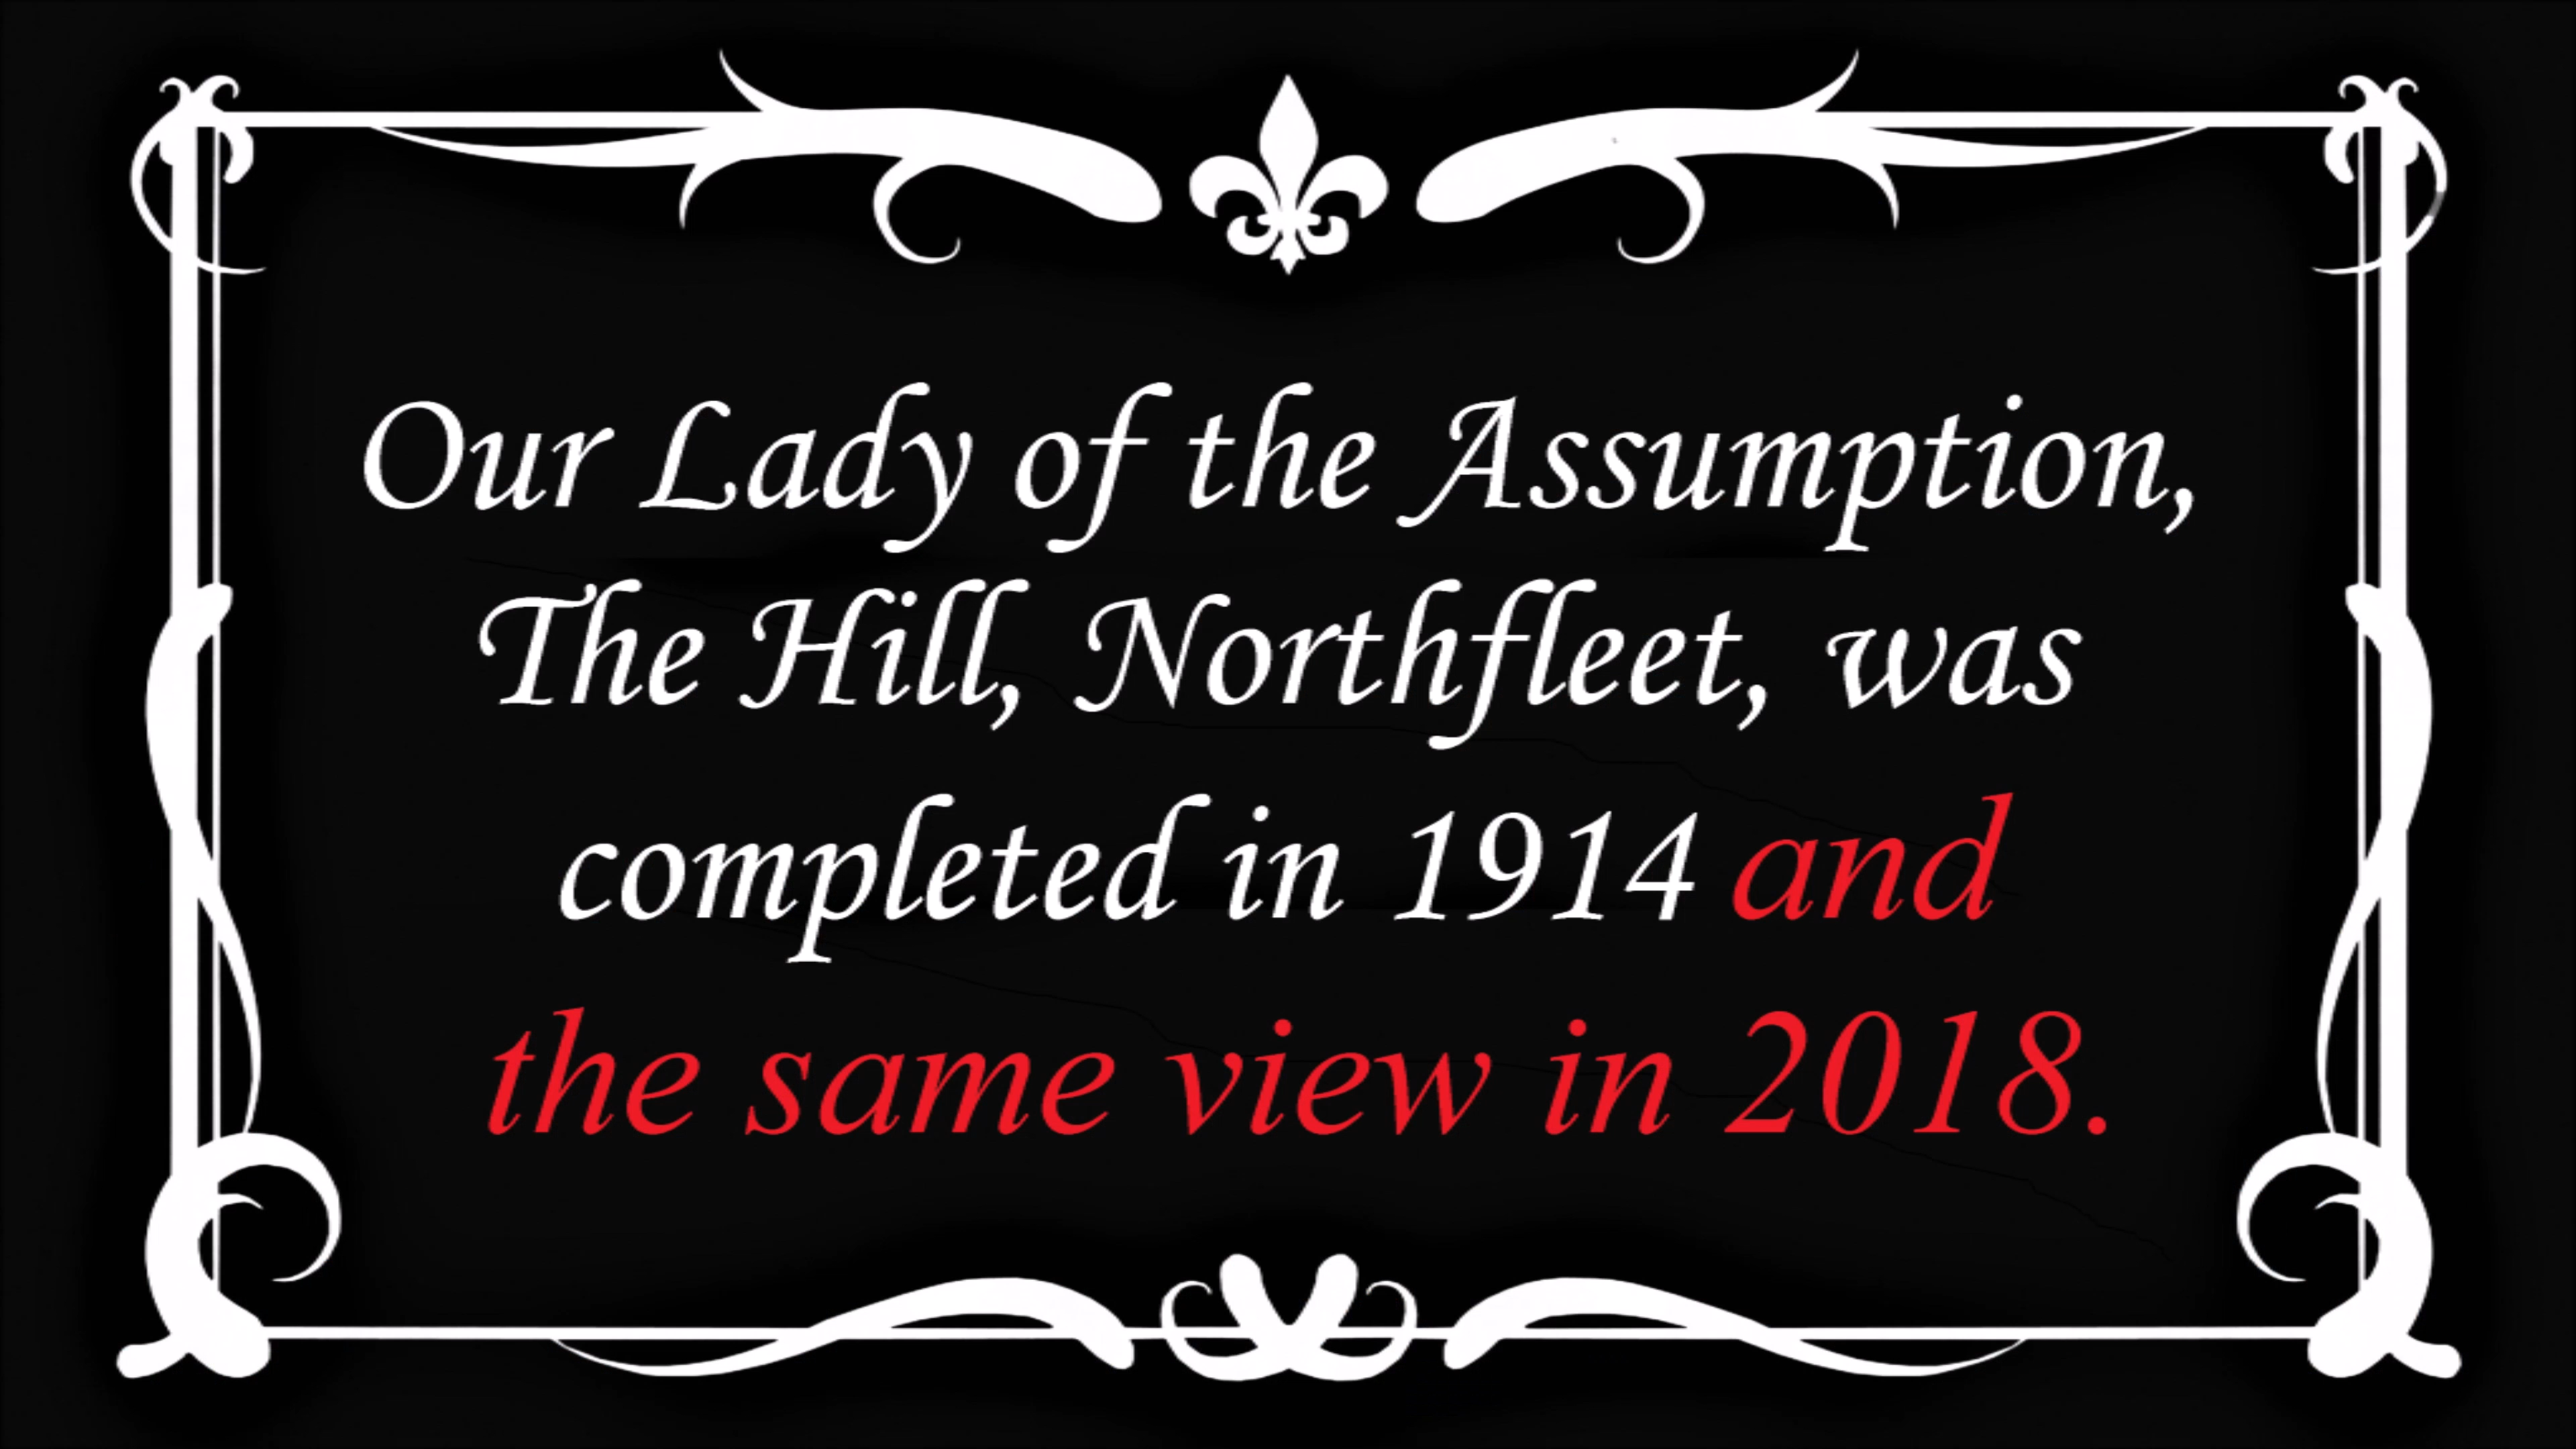 Our Lady of the Assumption,
The Hill, Northfleet, was
completed in 1914 and
the same view in 2018.